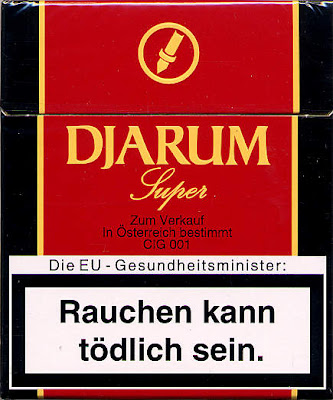 DJARUM
Super
Zum Verkauf
In Österreich bestimmt
CIG 001
Die EU - Gesundheitsminister:
Rauchen kann
tödlich sein.